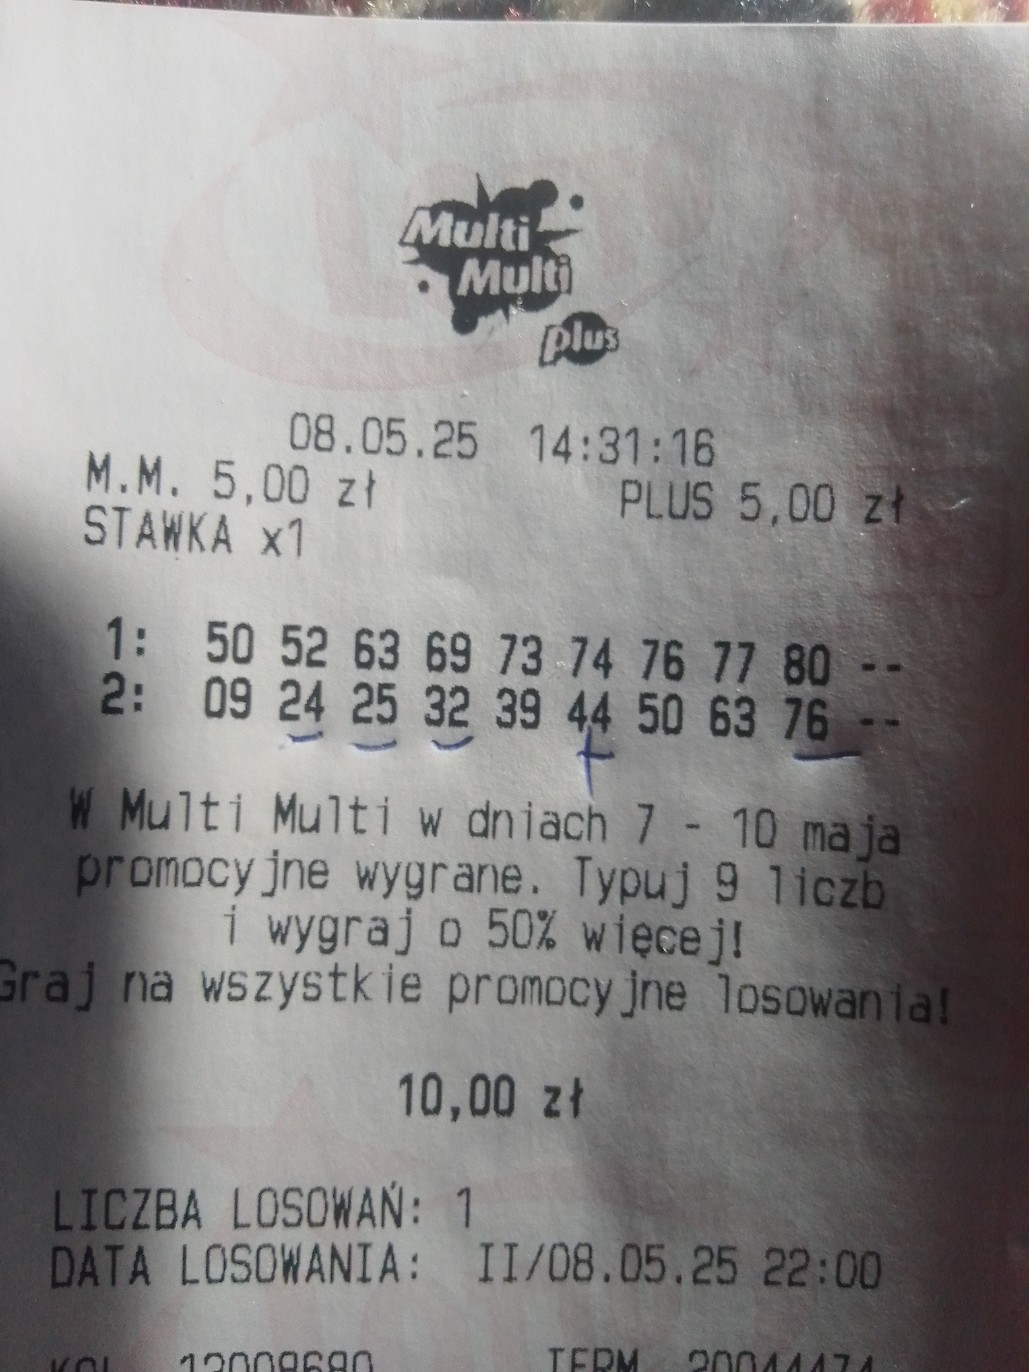 Multi
Multi
plus
08.05.25 14:31:16
M.M. 5,00 zł PLUS 5,00 zł
STAWKA x1
1: 50 52 63 69 73 74 76 77 80 --
2: 09 24 25 32 39 44 50 63 76 --
W Multi Multi w dniach 7 - 10 maja
promocyjne wygrane. Typuj 9 liczb
i wygraj o 50% więcej!
Graj na wszystkie promocyjne losowania!
10,00 zł
LICZBA LOSOWAŃ: 1
DATA LOSOWANIA: II/08.05.25 22:00
KOL. TERM.